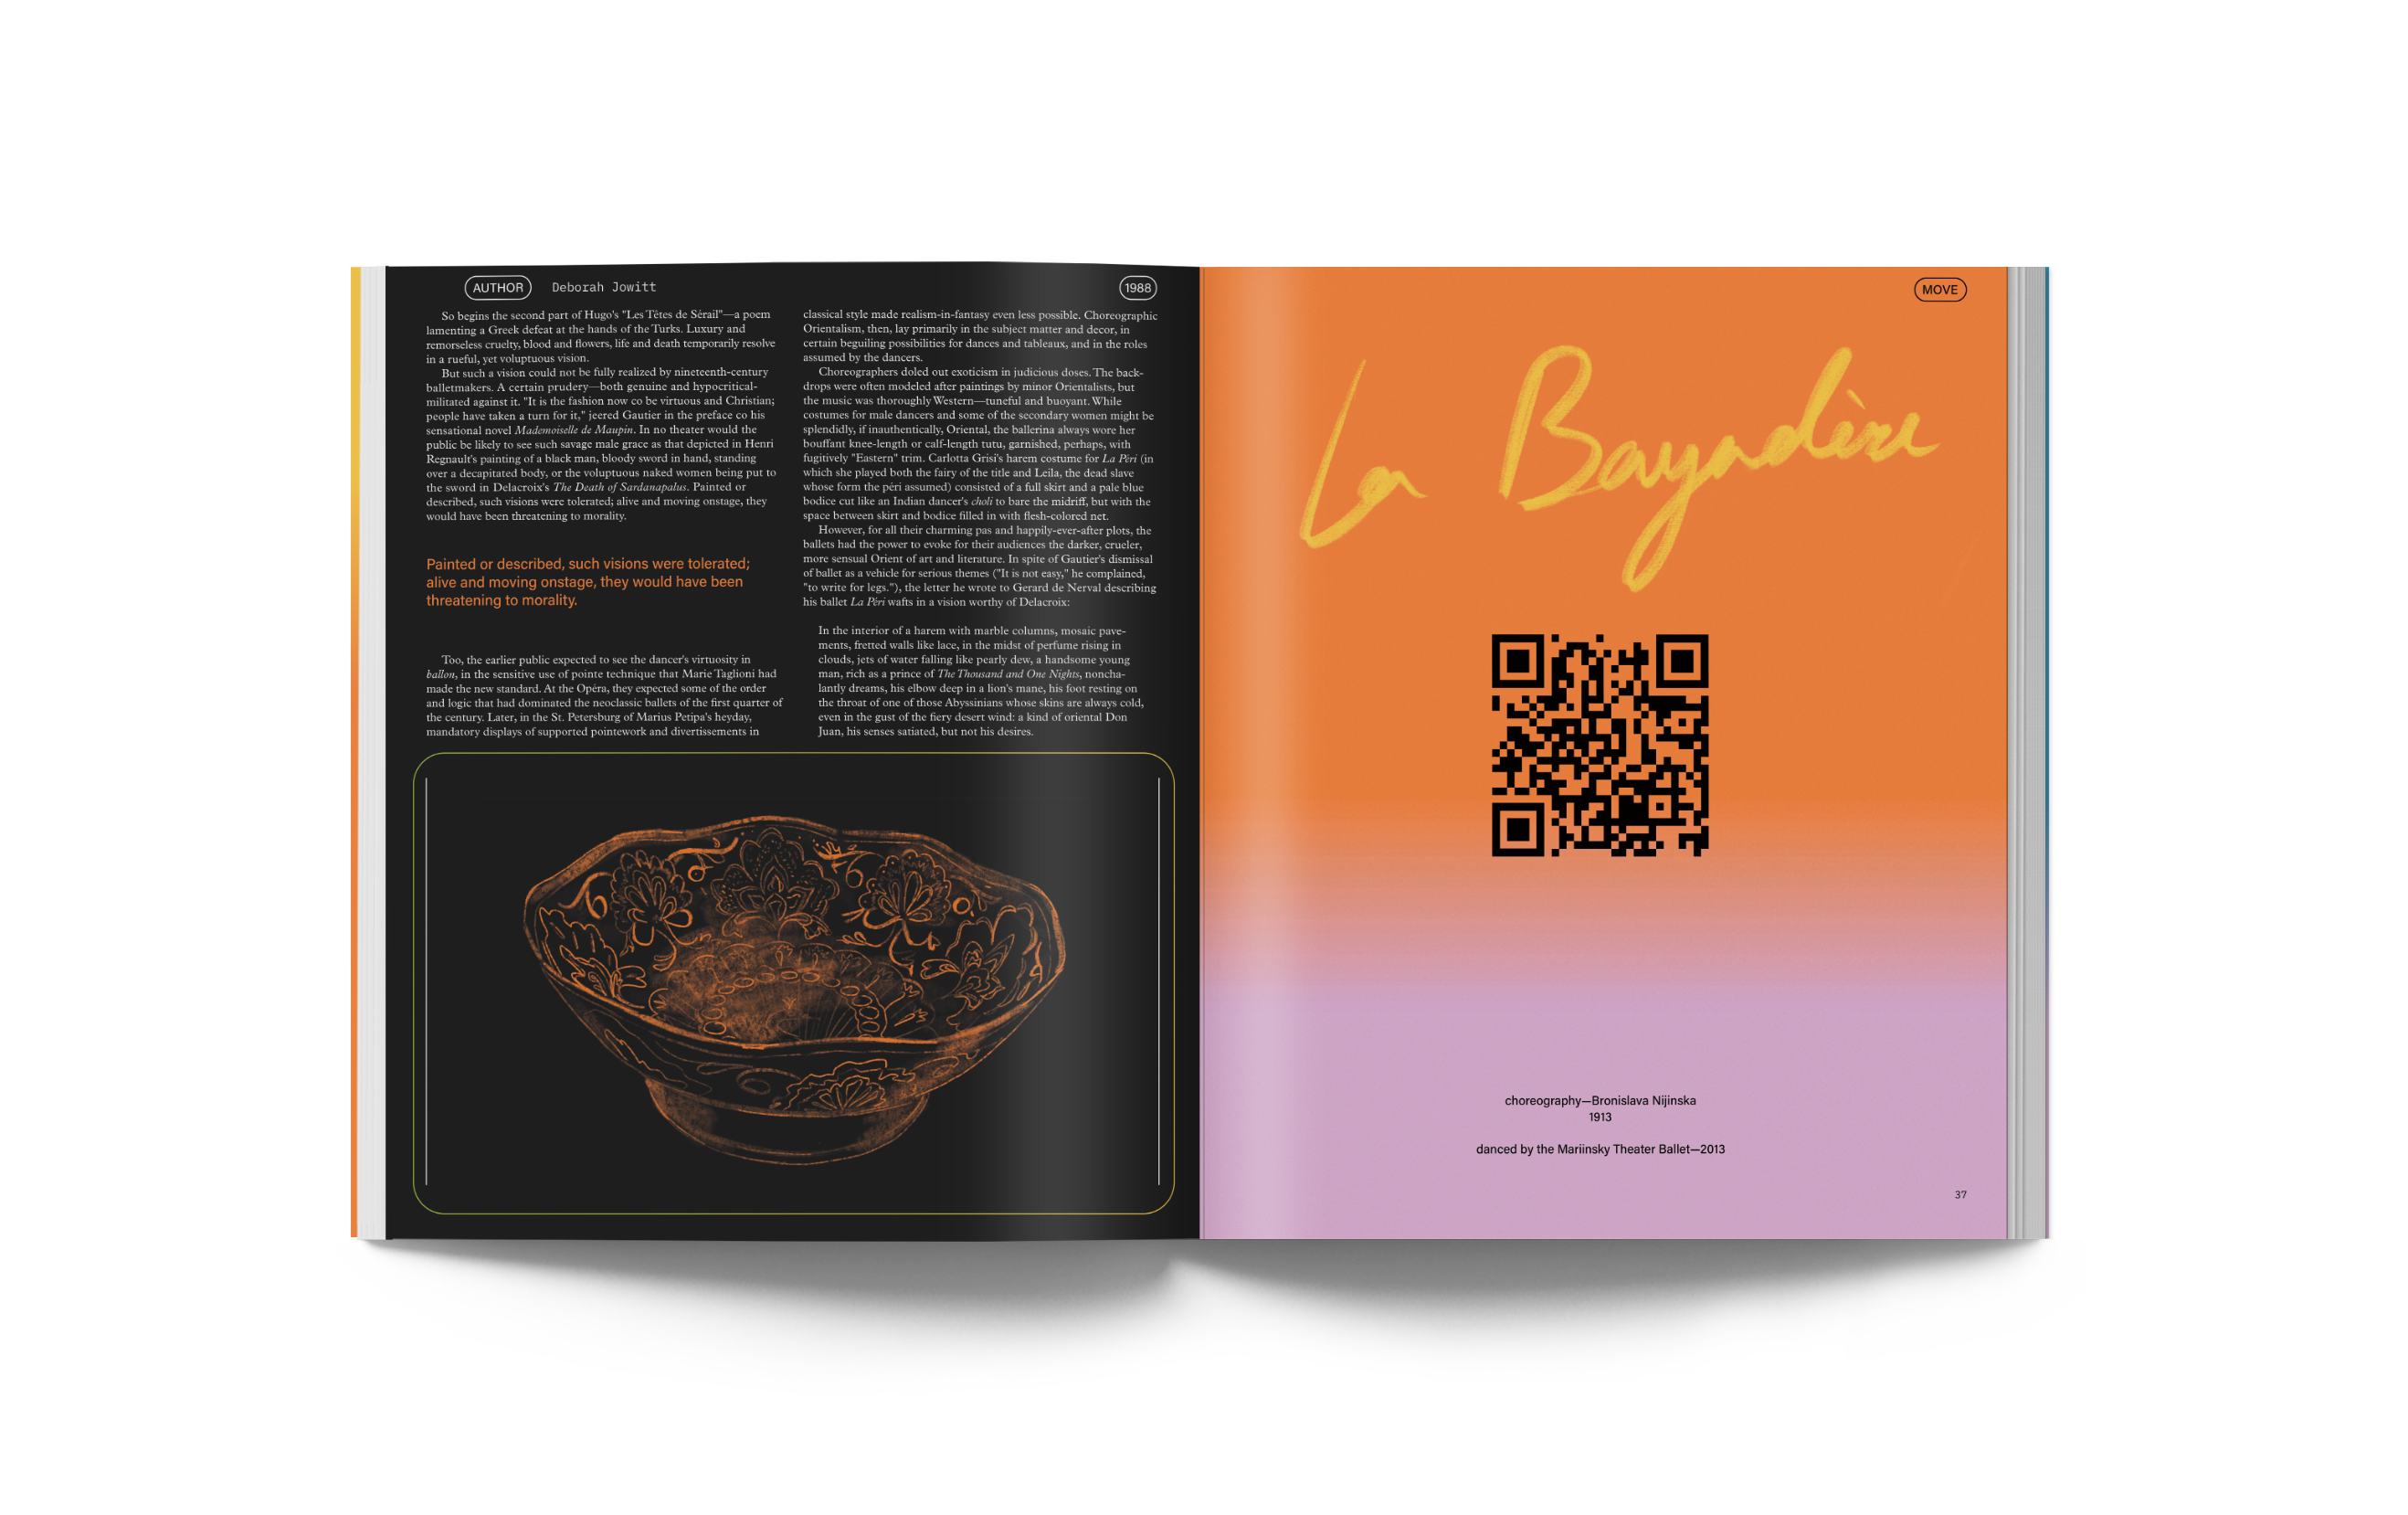 AUTHOR Deborah Jowitt 1988
So begins the second part of Hugo's "Les Têtes de Sérail"—a poem
lamenting a Greek defeat at the hands of the Turks. Luxury and
remorseless cruelty, blood and flowers, life and death temporarily resolve
in a rueful, yet voluptuous vision.
But such a vision could not be fully realized by nineteenth-century
balletmakers. A certain prudery—both genuine and hypocritical-
militated against it. "It is the fashion now co be virtuous and Christian;
people have taken a turn for it," jeered Gautier in the preface co his
sensational novel Mademoiselle de Maupin. In no theater would the
public be likely to see such savage male grace as that depicted in Henri
Regnault's painting of a black man, bloody sword in hand, standing
over a decapitated body, or the voluptuous naked women being put to
the sword in Delacroix's The Death of Sardanapalus. Painted or
described, such visions were tolerated; alive and moving onstage, they
would have been threatening to morality.
Painted or described, such visions were tolerated;
alive and moving onstage, they would have been
threatening to morality.
Too, the earlier public expected to see the dancer's virtuosity in
ballon, in the sensitive use of pointe technique that Marie Taglioni had
made the new standard. At the Opéra, they expected some of the order
and logic that had dominated the neoclassic ballets of the first quarter of
the century. Later, in the St. Petersburg of Marius Petipa's heyday,
mandatory displays of supported pointework and divertissements in
classical style made realism-in-fantasy even less possible. Choreographic
Orientalism, then, lay primarily in the subject matter and decor, in
certain beguiling possibilities for dances and tableaux, and in the roles
assumed by the dancers.
Choreographers doled out exoticism in judicious doses. The back-
drops were often modeled after paintings by minor Orientalists, but
the music was thoroughly Western—tuneful and buoyant. While
costumes for male dancers and some of the secondary women might be
splendidly, if inauthentically, Oriental, the ballerina always wore her
bouffant knee-length or calf-length tutu, garnished, perhaps, with
fugitively "Eastern" trim. Carlotta Grisi's harem costume for La Péri (in
which she played both the fairy of the title and Leila, the dead slave
whose form the péri assumed) consisted of a full skirt and a pale blue
bodice cut like an Indian dancer's choli to bare the midriff, but with the
space between skirt and bodice filled in with flesh-colored net.
However, for all their charming pas and happily-ever-after plots, the
ballets had the power to evoke for their audiences the darker, crueler,
more sensual Orient of art and literature. In spite of Gautier's dismissal
of ballet as a vehicle for serious themes ("It is not easy," he complained,
"to write for legs."), the letter he wrote to Gerard de Nerval describing
his ballet La Péri wafts in a vision worthy of Delacroix:
In the interior of a harem with marble columns, mosaic pave-
ments, fretted walls like lace, in the midst of perfume rising in
clouds, jets of water falling like pearly dew, a handsome young
man, rich as a prince of The Thousand and One Nights, noncha-
lantly dreams, his elbow deep in a lion's mane, his foot resting on
the throat of one of those Abyssinians whose skins are always cold,
even in the gust of the fiery desert wind: a kind of oriental Don
Juan, his senses satiated, but not his desires.
MOVE
La Bayadère
choreography—Bronislava Nijinska
1913
danced by the Mariinsky Theater Ballet—2013
37